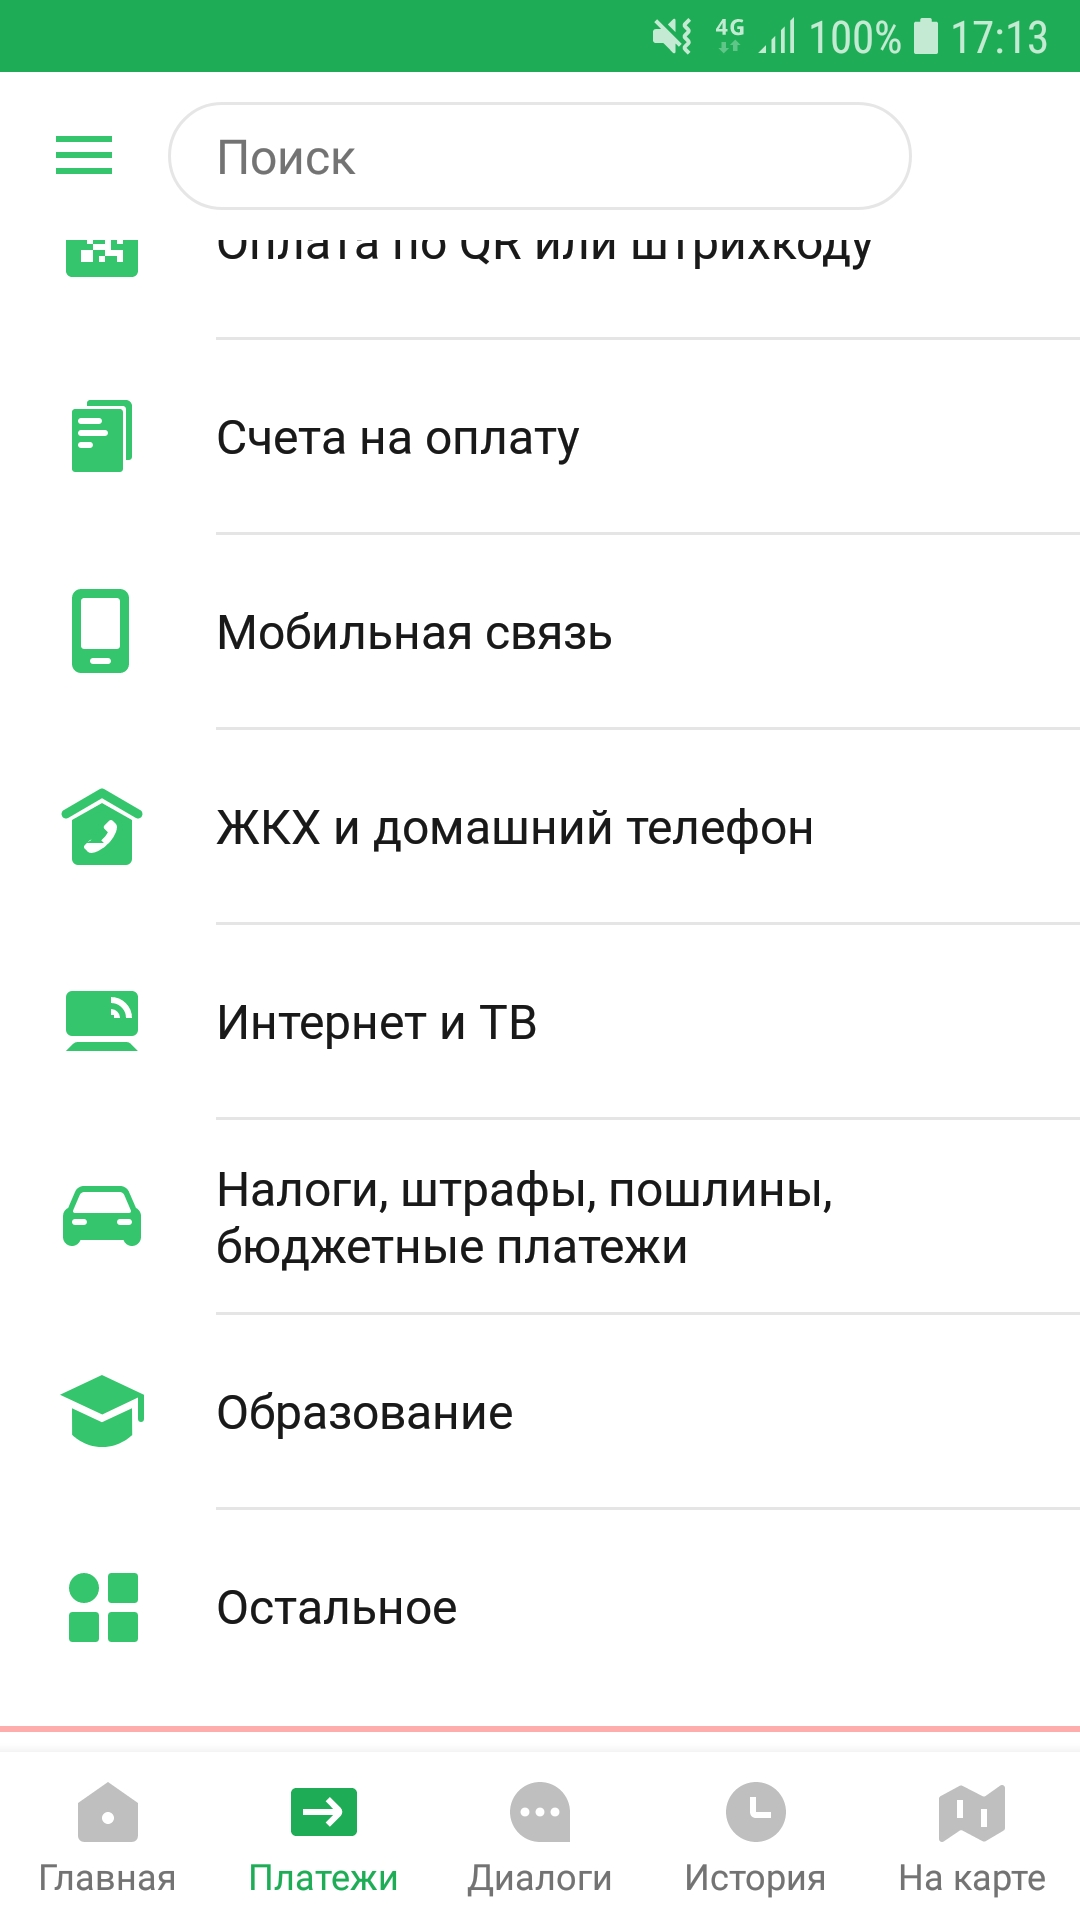 4G 100% 17:13
Поиск
Оплата по QR или штрихкоду
Счета на оплату
Мобильная связь
ЖКХ и домашний телефон
Интернет и ТВ
Налоги, штрафы, пошлины,
бюджетные платежи
Образование
Остальное
Главная Платежи Диалоги История На карте